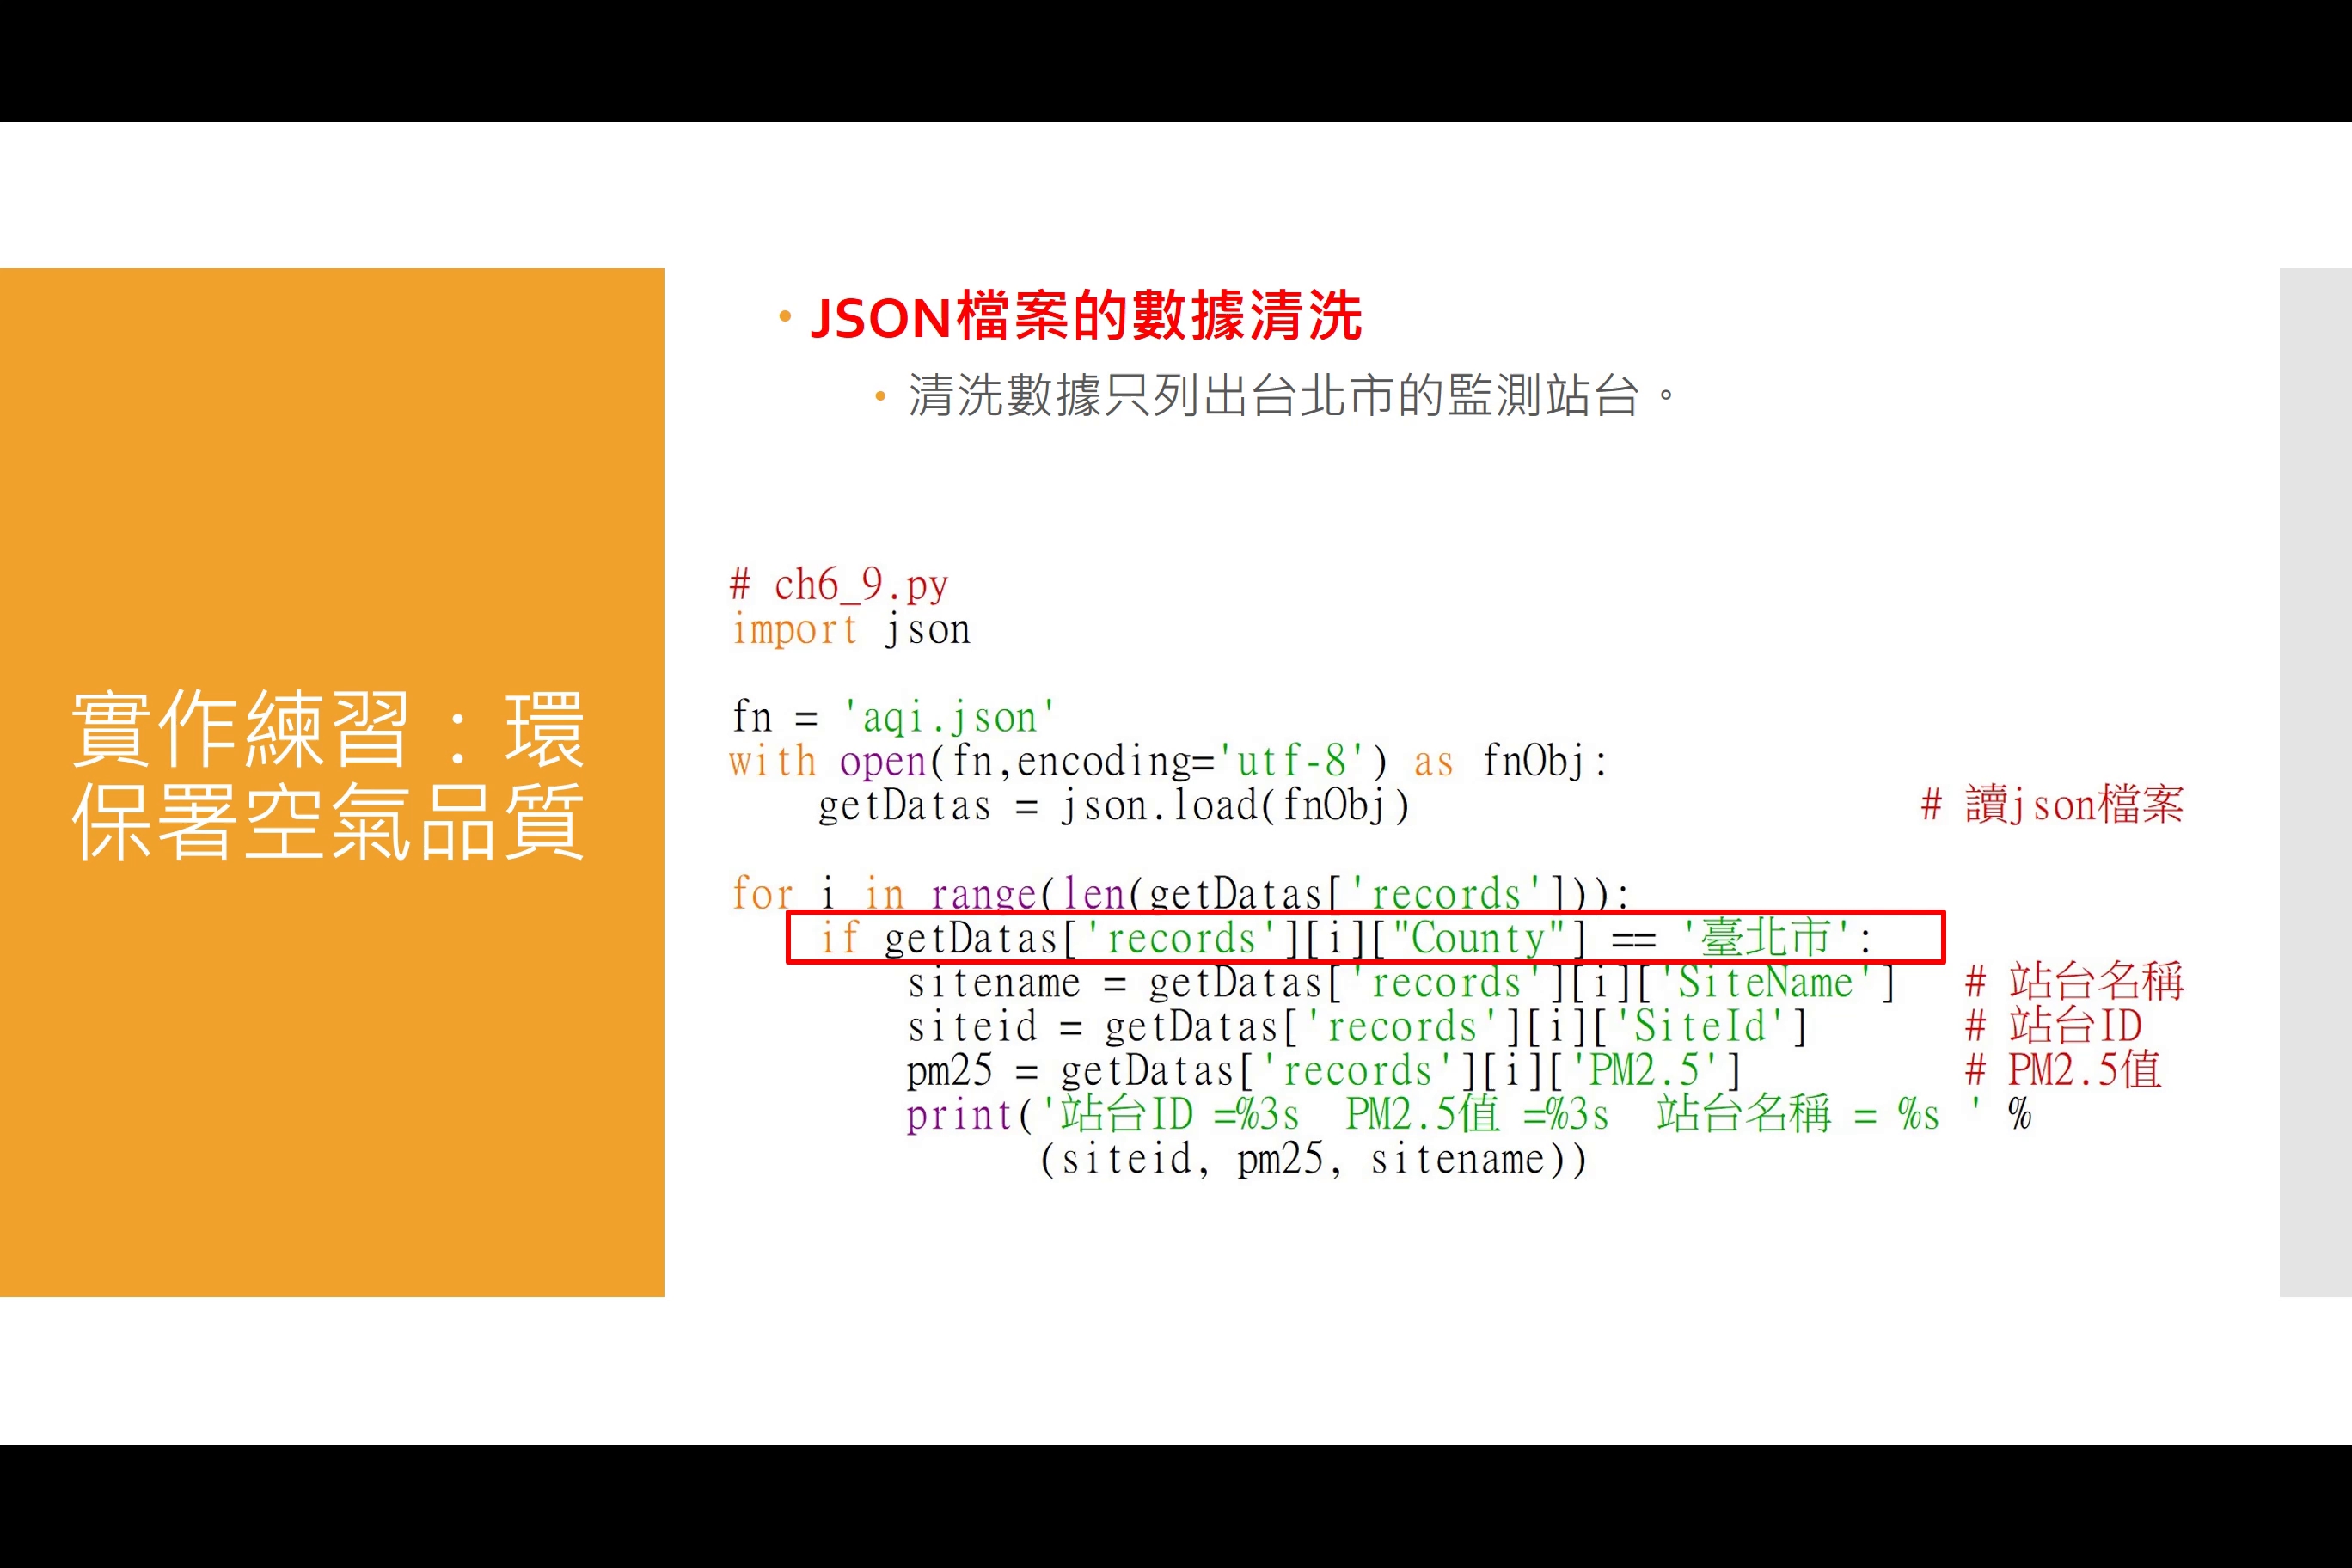 實作練習：環
保署空氣品質
• JSON檔案的數據清洗
• 清洗數據只列出台北市的監測站台。
# ch6_9.py
import json
fn = 'aqi.json'
with open(fn,encoding='utf-8') as fnObj:
    getDatas = json.load(fnObj)                       # 讀json檔案
for i in range(len(getDatas['records'])):
    if getDatas['records'][i]["County"] == '臺北市':
        sitename = getDatas['records'][i]['SiteName']   # 站台名稱
        siteid = getDatas['records'][i]['SiteId']       # 站台ID
        pm25 = getDatas['records'][i]['PM2.5']          # PM2.5值
        print('站台ID =%3s  PM2.5值 =%3s  站台名稱 = %s ' %
              (siteid, pm25, sitename))